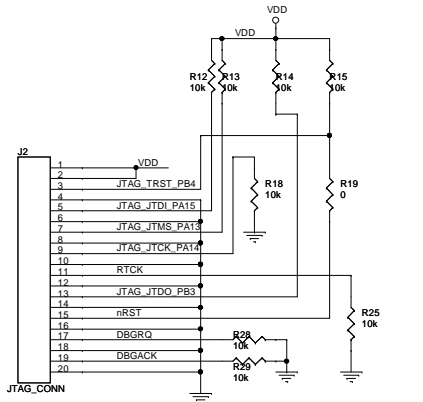 VDD
VDD
R12
10k
R13
10k
R14
10k
R15
10k
J2
1
VDD
2
3
JTAG_TRST_PB4
4
5
JTAG_JTDI_PA15
6
7
JTAG_JTMS_PA13
8
9
JTAG_JTCK_PA14
10
11
RTCK
12
13
JTAG_JTDO_PB3
14
15
nRST
16
17
DBGRQ
18
19
DBGACK
20
JTAG_CONN
R18
10k
R19
0
R25
10k
R28
10k
R29
10k